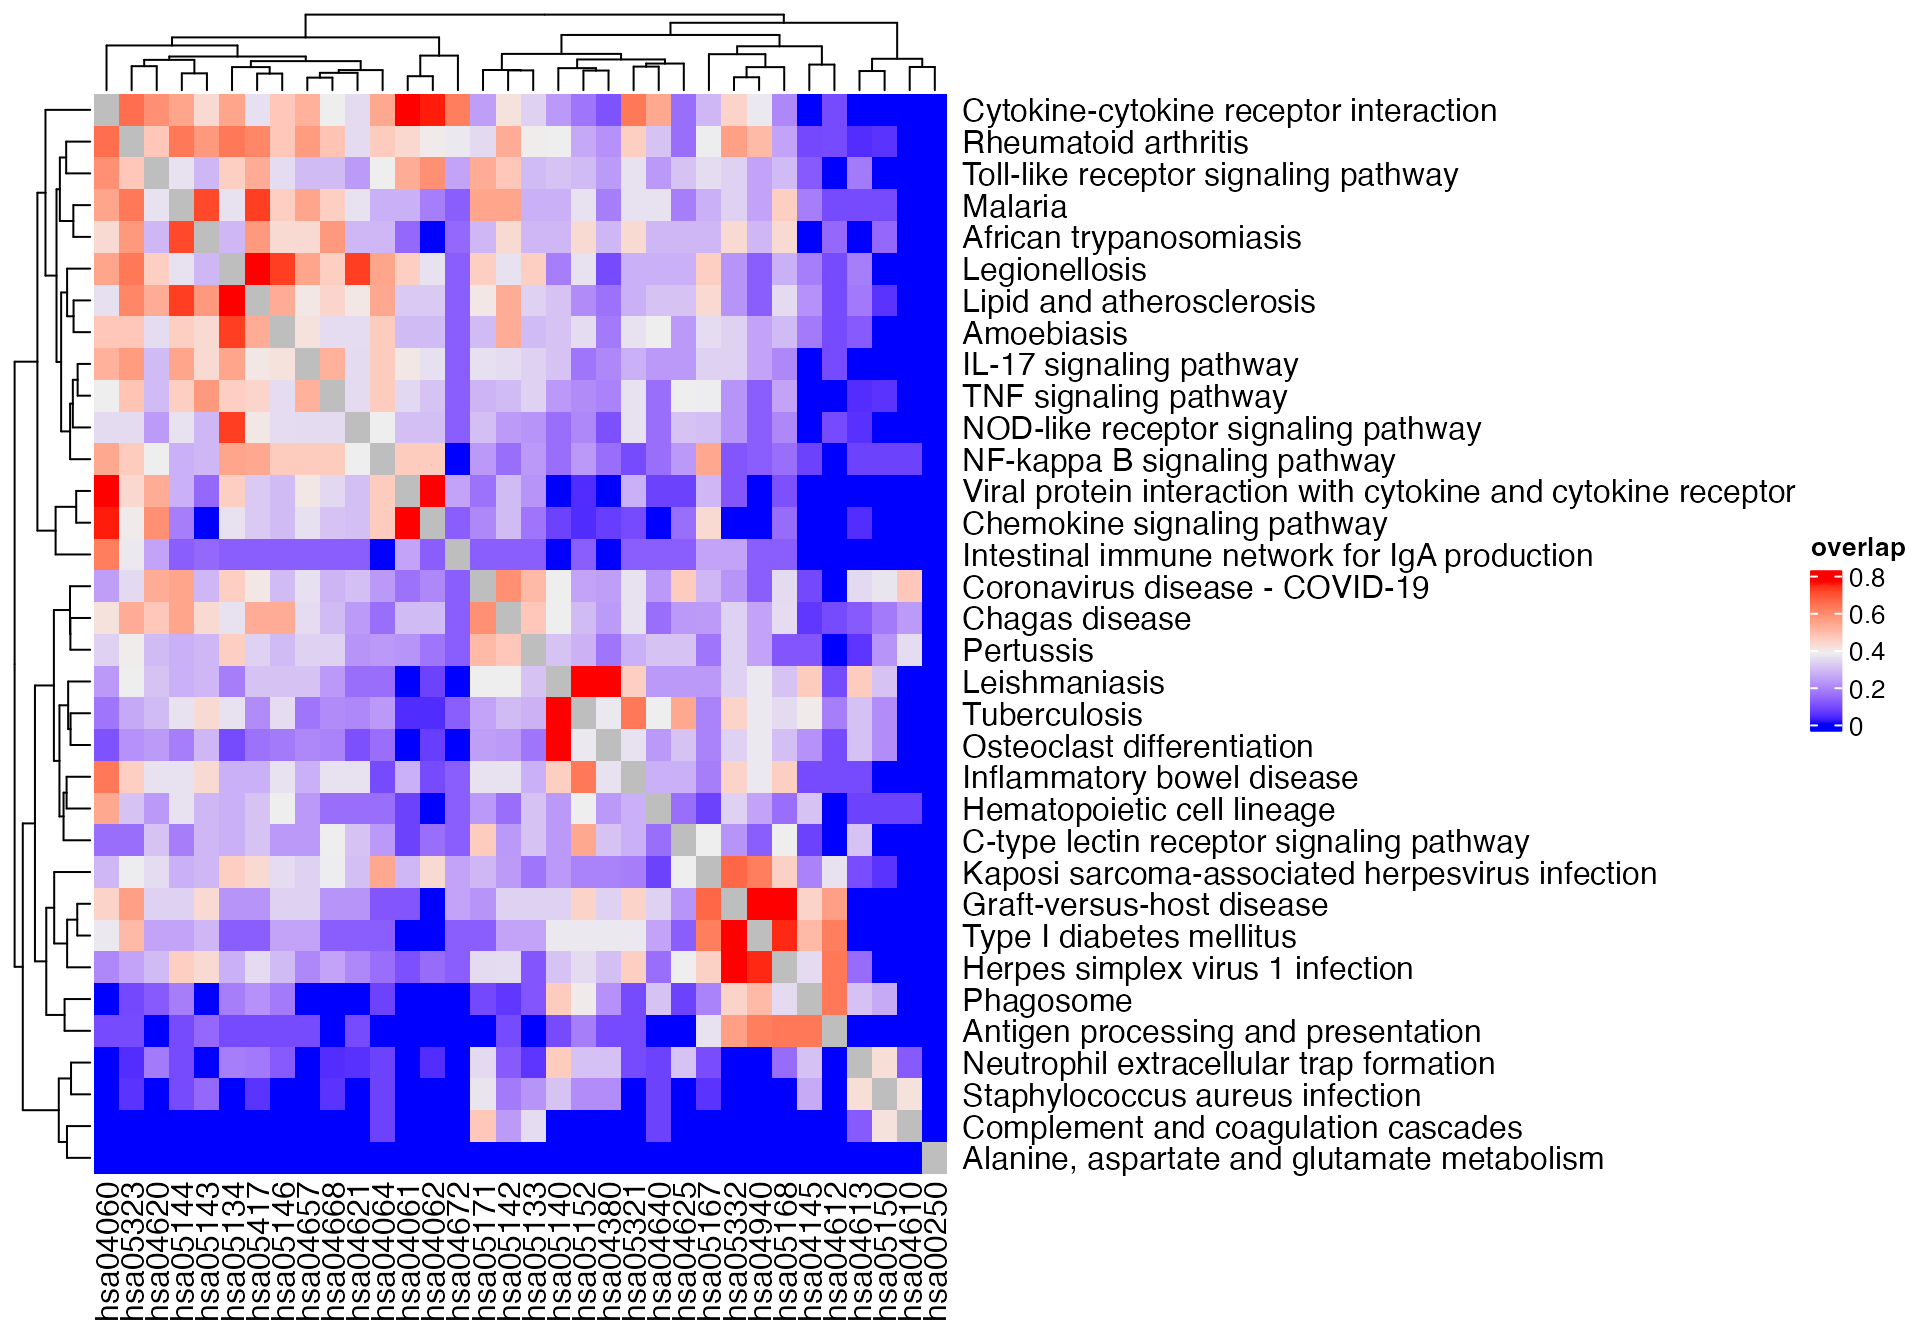 Cytokine-cytokine receptor interaction
Rheumatoid arthritis
Toll-like receptor signaling pathway
Malaria
African trypanosomiasis
Legionellosis
Lipid and atherosclerosis
Amoebiasis
IL-17 signaling pathway
TNF signaling pathway
NOD-like receptor signaling pathway
NF-kappa B signaling pathway
Viral protein interaction with cytokine and cytokine receptor
Chemokine signaling pathway
Intestinal immune network for IgA production
Coronavirus disease - COVID-19
Chagas disease
Pertussis
Leishmaniasis
Tuberculosis
Osteoclast differentiation
Inflammatory bowel disease
Hematopoietic cell lineage
C-type lectin receptor signaling pathway
Kaposi sarcoma-associated herpesvirus infection
Graft-versus-host disease
Type I diabetes mellitus
Herpes simplex virus 1 infection
Phagosome
Antigen processing and presentation
Neutrophil extracellular trap formation
Staphylococcus aureus infection
Complement and coagulation cascades
Alanine, aspartate and glutamate metabolism
overlap
0.8
0.6
0.4
0.2
0
hsa04060
hsa05323
hsa04620
hsa05144
hsa05143
hsa05134
hsa05417
hsa05146
hsa04657
hsa04668
hsa04621
hsa04064
hsa04061
hsa04062
hsa04672
hsa05171
hsa05142
hsa05133
hsa05140
hsa05152
hsa04380
hsa05321
hsa04640
hsa04625
hsa05167
hsa05332
hsa04940
hsa05168
hsa04145
hsa04612
hsa04613
hsa05150
hsa04610
hsa00250